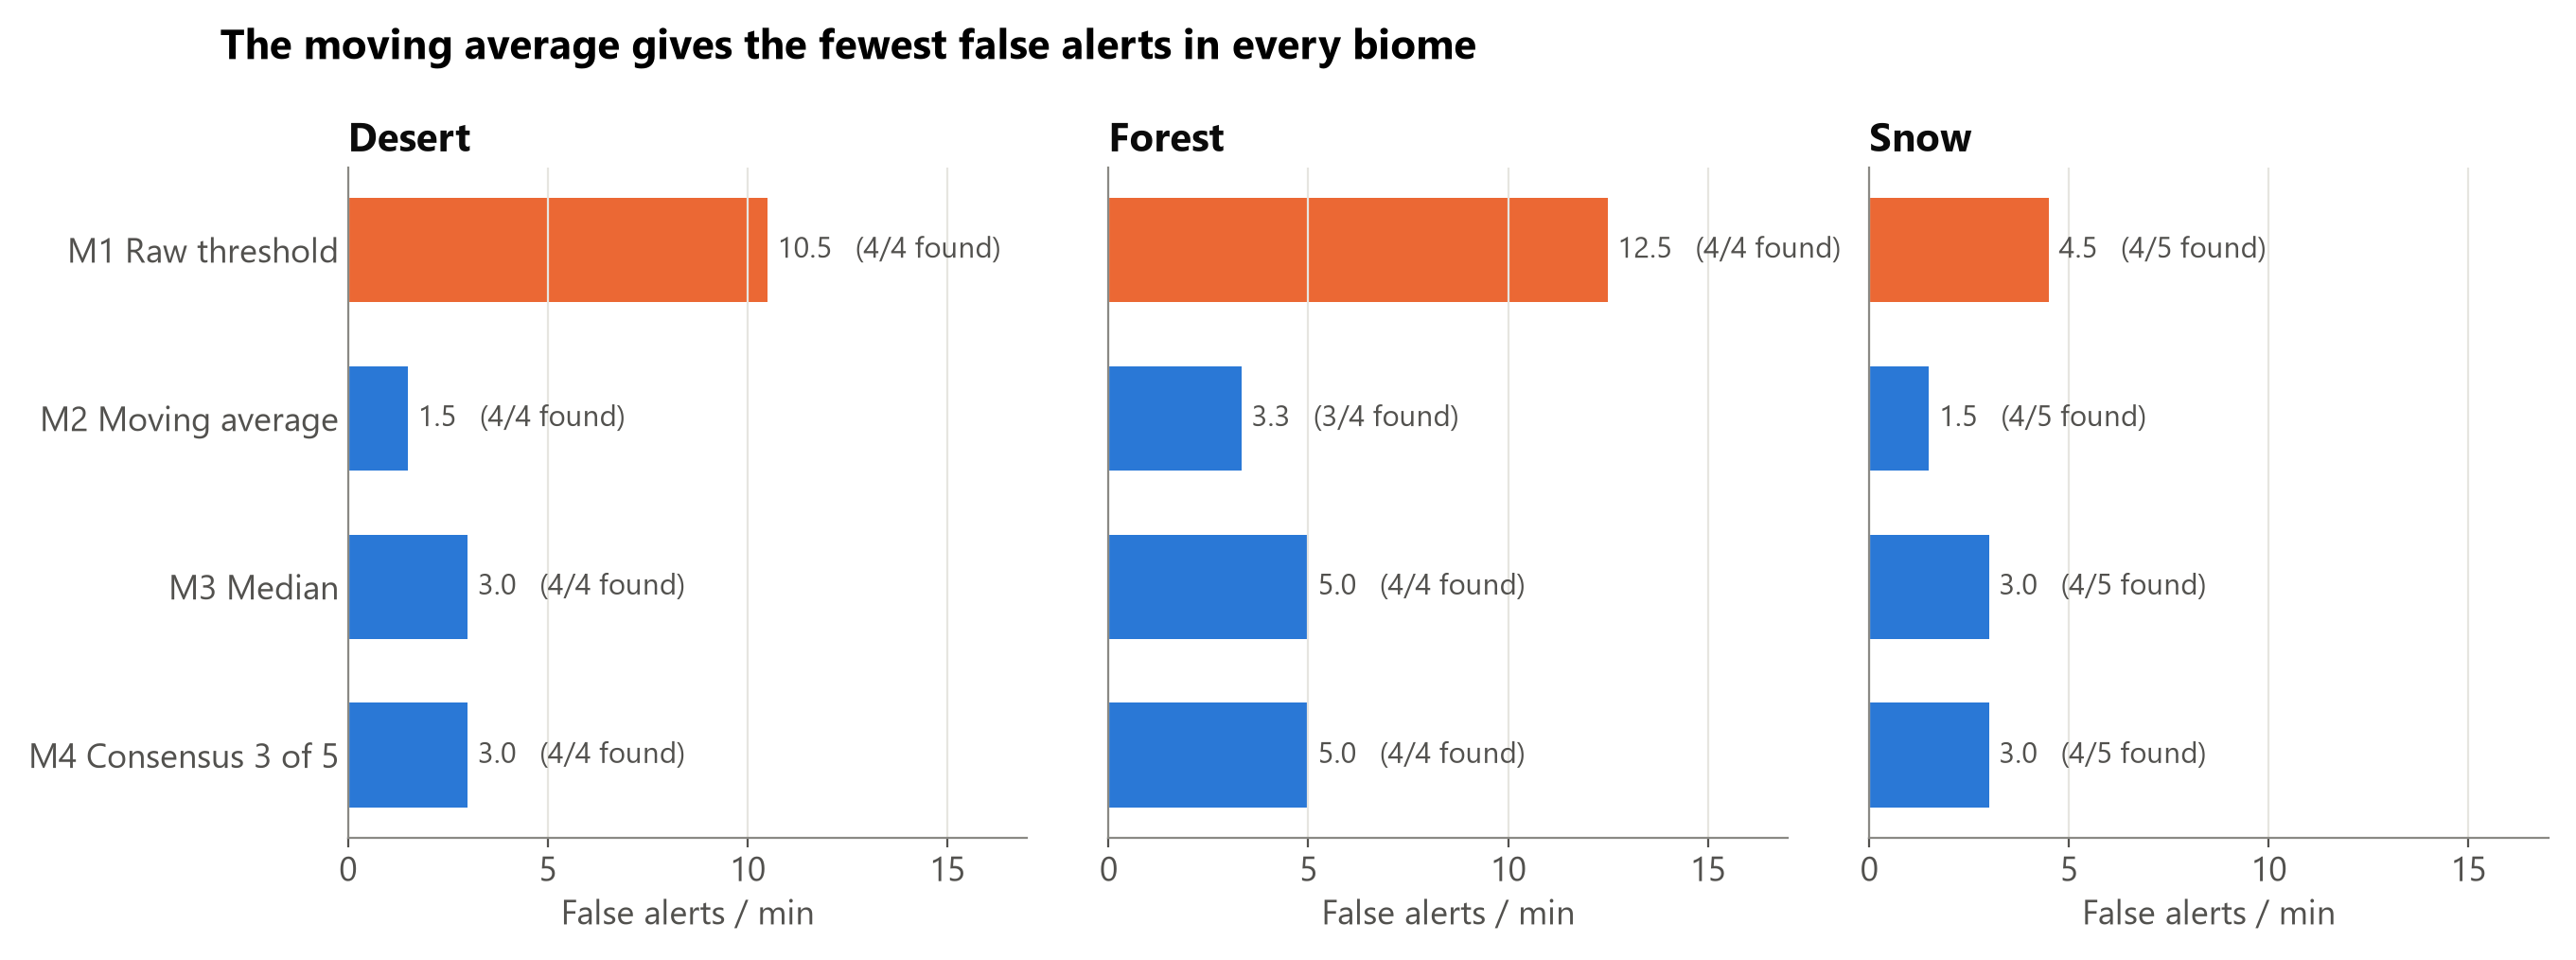 The moving average gives the fewest false alerts in every biome
Desert
M1 Raw threshold 10.5 (4/4 found)
M2 Moving average 1.5 (4/4 found)
M3 Median 3.0 (4/4 found)
M4 Consensus 3 of 5 3.0 (4/4 found)
0 5 10 15
False alerts / min
Forest
12.5 (4/4 found)
3.3 (3/4 found)
5.0 (4/4 found)
5.0 (4/4 found)
0 5 10 15
False alerts / min
Snow
4.5 (4/5 found)
1.5 (4/5 found)
3.0 (4/5 found)
3.0 (4/5 found)
0 5 10 15
False alerts / min